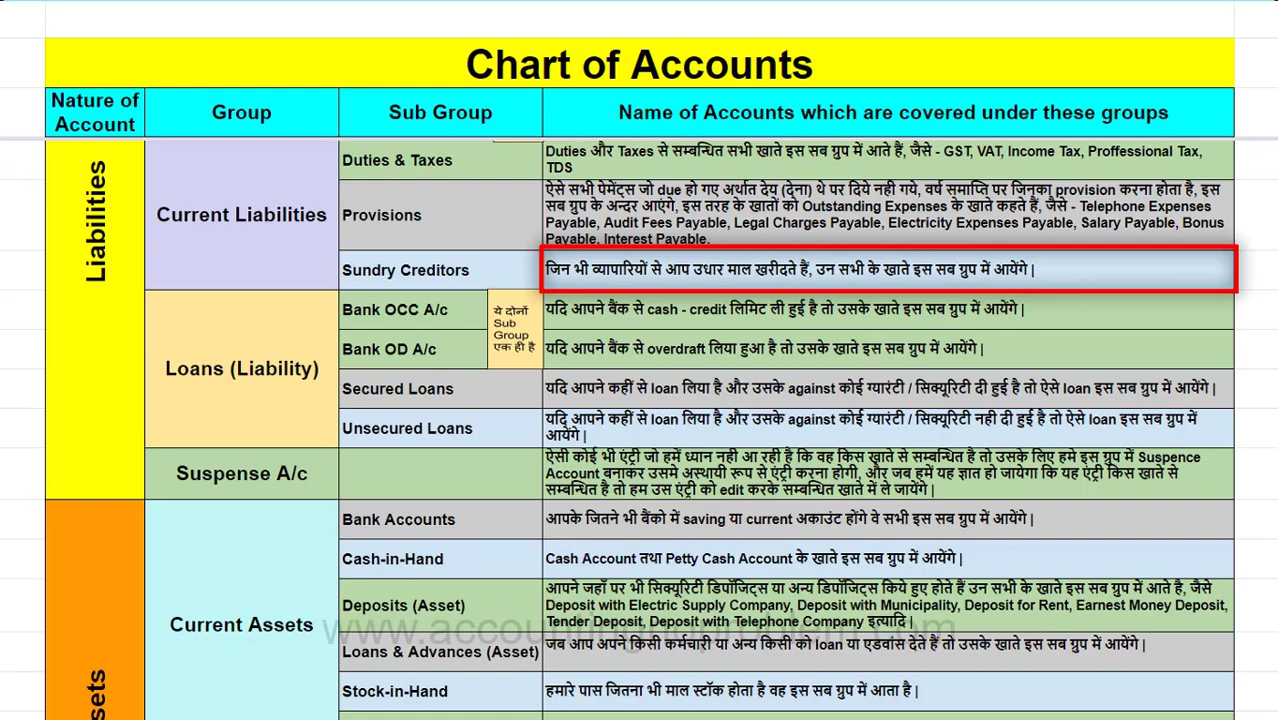 Chart of Accounts
Nature of
Account
Group
Sub Group
Name of Accounts which are covered under these groups
Liabilities
Current Liabilities
Duties & Taxes
Duties और Taxes से सम्बन्धित सभी खाते इस सब ग्रुप में आते हैं, जैसे - GST, VAT, Income Tax, Proffessional Tax,
TDS
Provisions
ऐसे सभी पेमेंट्स जो due हो गए अर्थात देय (देना) थे पर दिये नही गये, वर्ष समाप्ति पर जिनका provision करना होता है, इस
सब ग्रुप के अन्दर आएंगे, इस तरह के खातों को Outstanding Expenses के खाते कहते हैं, जैसे - Telephone Expenses
Payable, Audit Fees Payable, Legal Charges Payable, Electricity Expenses Payable, Salary Payable, Bonus
Payable, Interest Payable.
Sundry Creditors
जिन भी व्यापारियों से आप उधार माल खरीदते हैं, उन सभी के खाते इस सब ग्रुप में आयेंगे |
Loans (Liability)
Bank OCC A/c
ये दोनों
Sub
Group
एक ही है
यदि आपने बैंक से cash - credit लिमिट ली हुई है तो उसके खाते इस सब ग्रुप में आयेंगे |
Bank OD A/c
यदि आपने बैंक से overdraft लिया हुआ है तो उसके खाते इस सब ग्रुप में आयेंगे |
Secured Loans
यदि आपने कहीं से loan लिया है और उसके against कोई ग्यारंटी / सिक्यूरिटी दी हुई है तो ऐसे loan इस सब ग्रुप में आयेंगे |
Unsecured Loans
यदि आपने कहीं से loan लिया है और उसके against कोई ग्यारंटी / सिक्यूरिटी नही दी हुई है तो ऐसे loan इस सब ग्रुप में
आयेंगे |
Suspense A/c
ऐसी कोई भी एंट्री जो हमें ध्यान नही आ रही है कि वह किस खाते से सम्बन्धित है तो उसके लिए हमे इस ग्रुप में Suspence
Account बनाकर उसमे अस्थायी रूप से एंट्री करना होगी, और जब हमें यह ज्ञात हो जायेगा कि यह एंट्री किस खाते से
सम्बन्धित है तो हम उस एंट्री को edit करके सम्बन्धित खाते में ले जायेंगे |
sets
Current Assets
Bank Accounts
आपके जितने भी बैंको में saving या current अकाउंट होंगे वे सभी इस सब ग्रुप में आयेंगे |
Cash-in-Hand
Cash Account तथा Petty Cash Account के खाते इस सब ग्रुप में आयेंगे |
Deposits (Asset)
आपने जहाँ पर भी सिक्यूरिटी डिपॉजिट्स या अन्य डिपॉजिट्स किये हुए होते हैं उन सभी के खाते इस सब ग्रुप में आते है, जैसे
Deposit with Electric Supply Company, Deposit with Municipality, Deposit for Rent, Earnest Money Deposit,
Tender Deposit, Deposit with Telephone Company इत्यादि |
Loans & Advances (Asset)
जब आप अपने किसी कर्मचारी या अन्य किसी को loan या एडवांस देते हैं तो उसके खाते इस सब ग्रुप में आयेंगे |
Stock-in-Hand
हमारे पास जितना भी माल स्टॉक होता है वह इस सब ग्रुप में आता है |